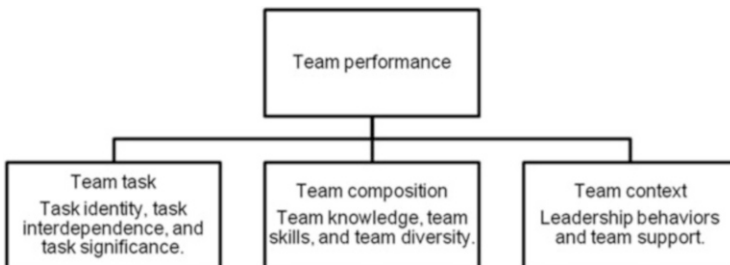 Team performance
Team task
Task identity, task
interdependence, and
task significance.
Team composition
Team knowledge, team
skills, and team diversity.
Team context
Leadership behaviors
and team support.